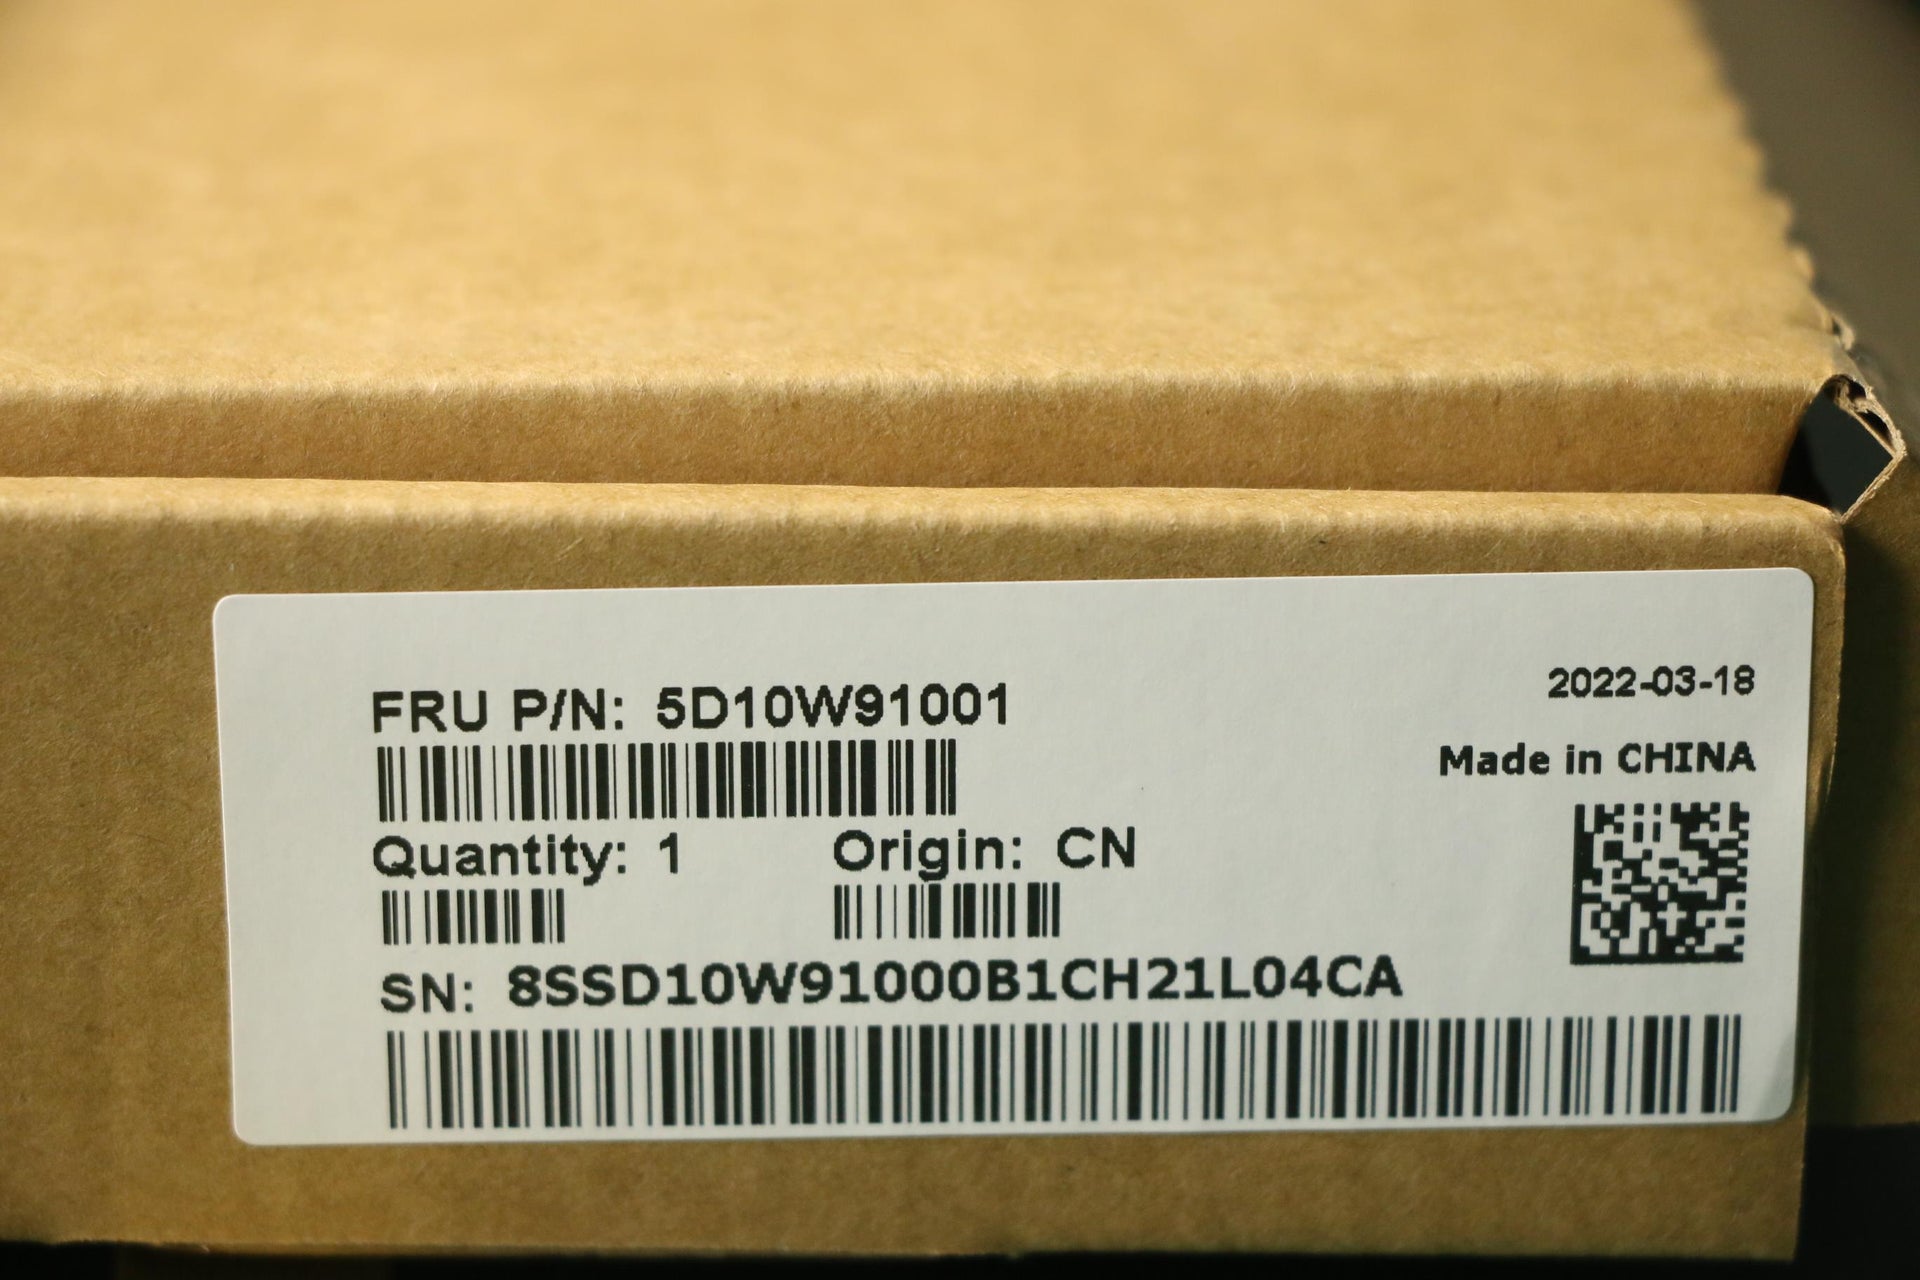 2022-03-18
FRU P/N: 5D10W91001
Made in CHINA
Quantity: 1 Origin: CN
SN: 8SSD10W91000B1CH21L04CA